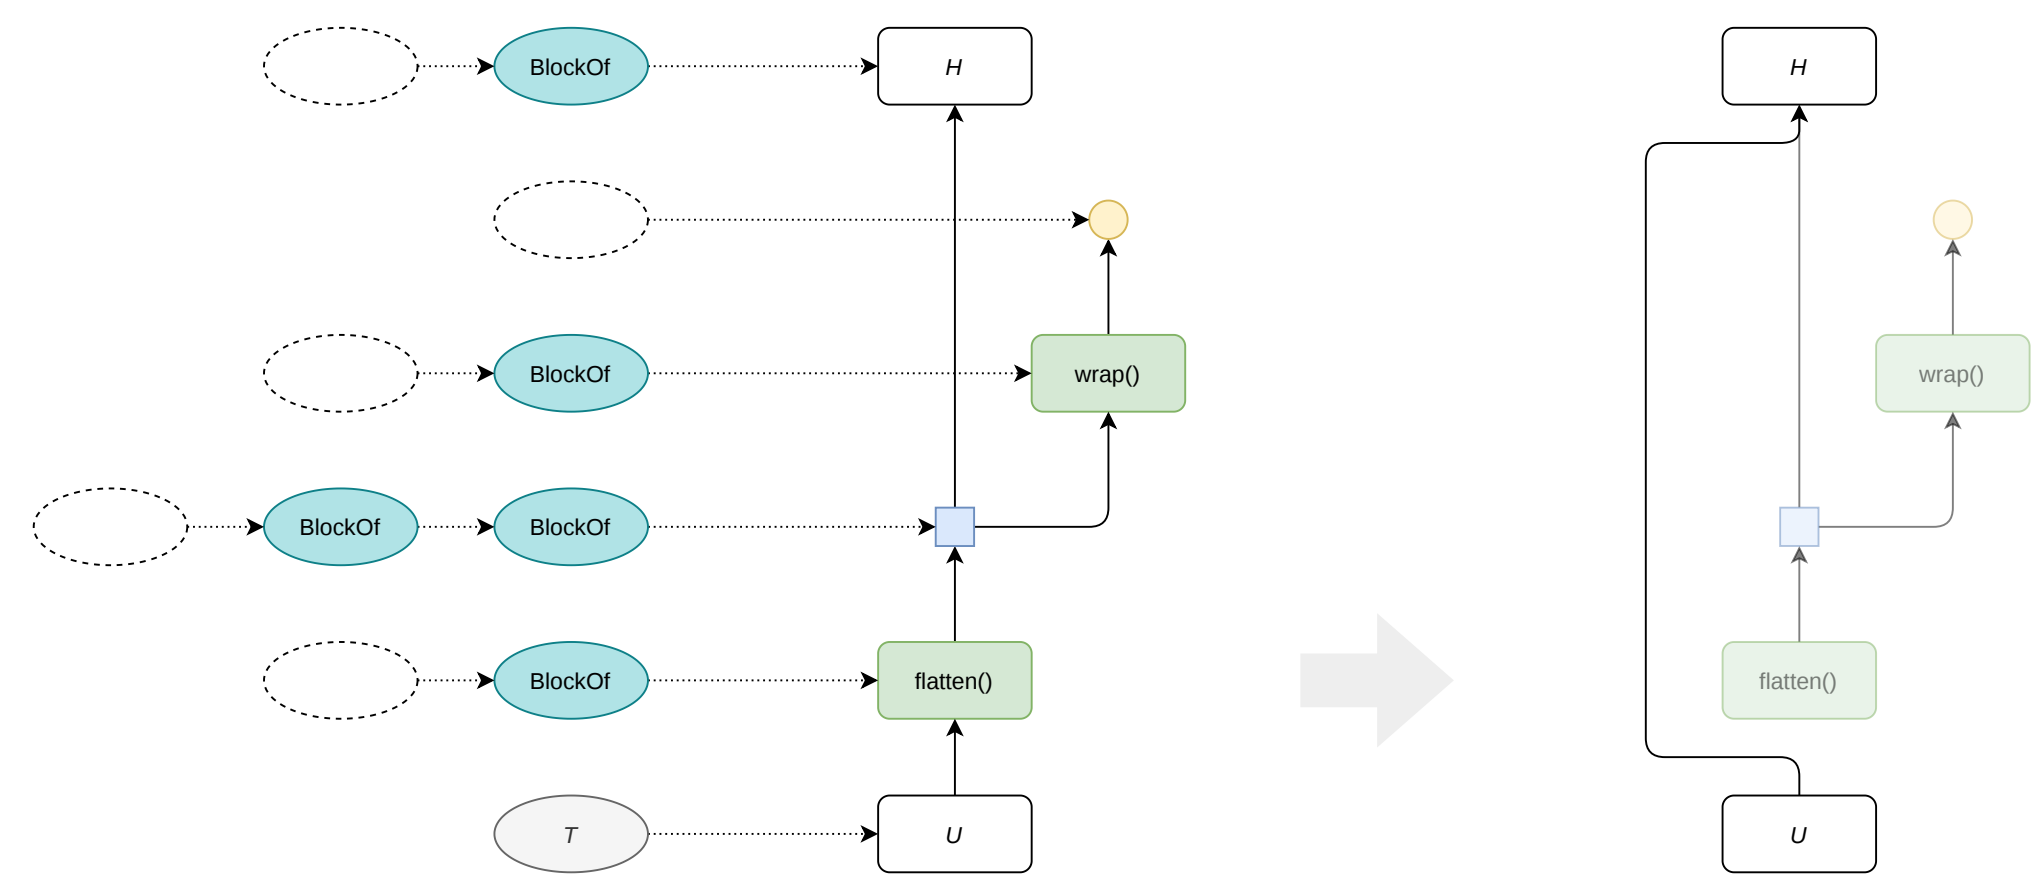 BlockOf
H
H
BlockOf
wrap()
wrap()
BlockOf
BlockOf
BlockOf
flatten()
flatten()
T
U
U